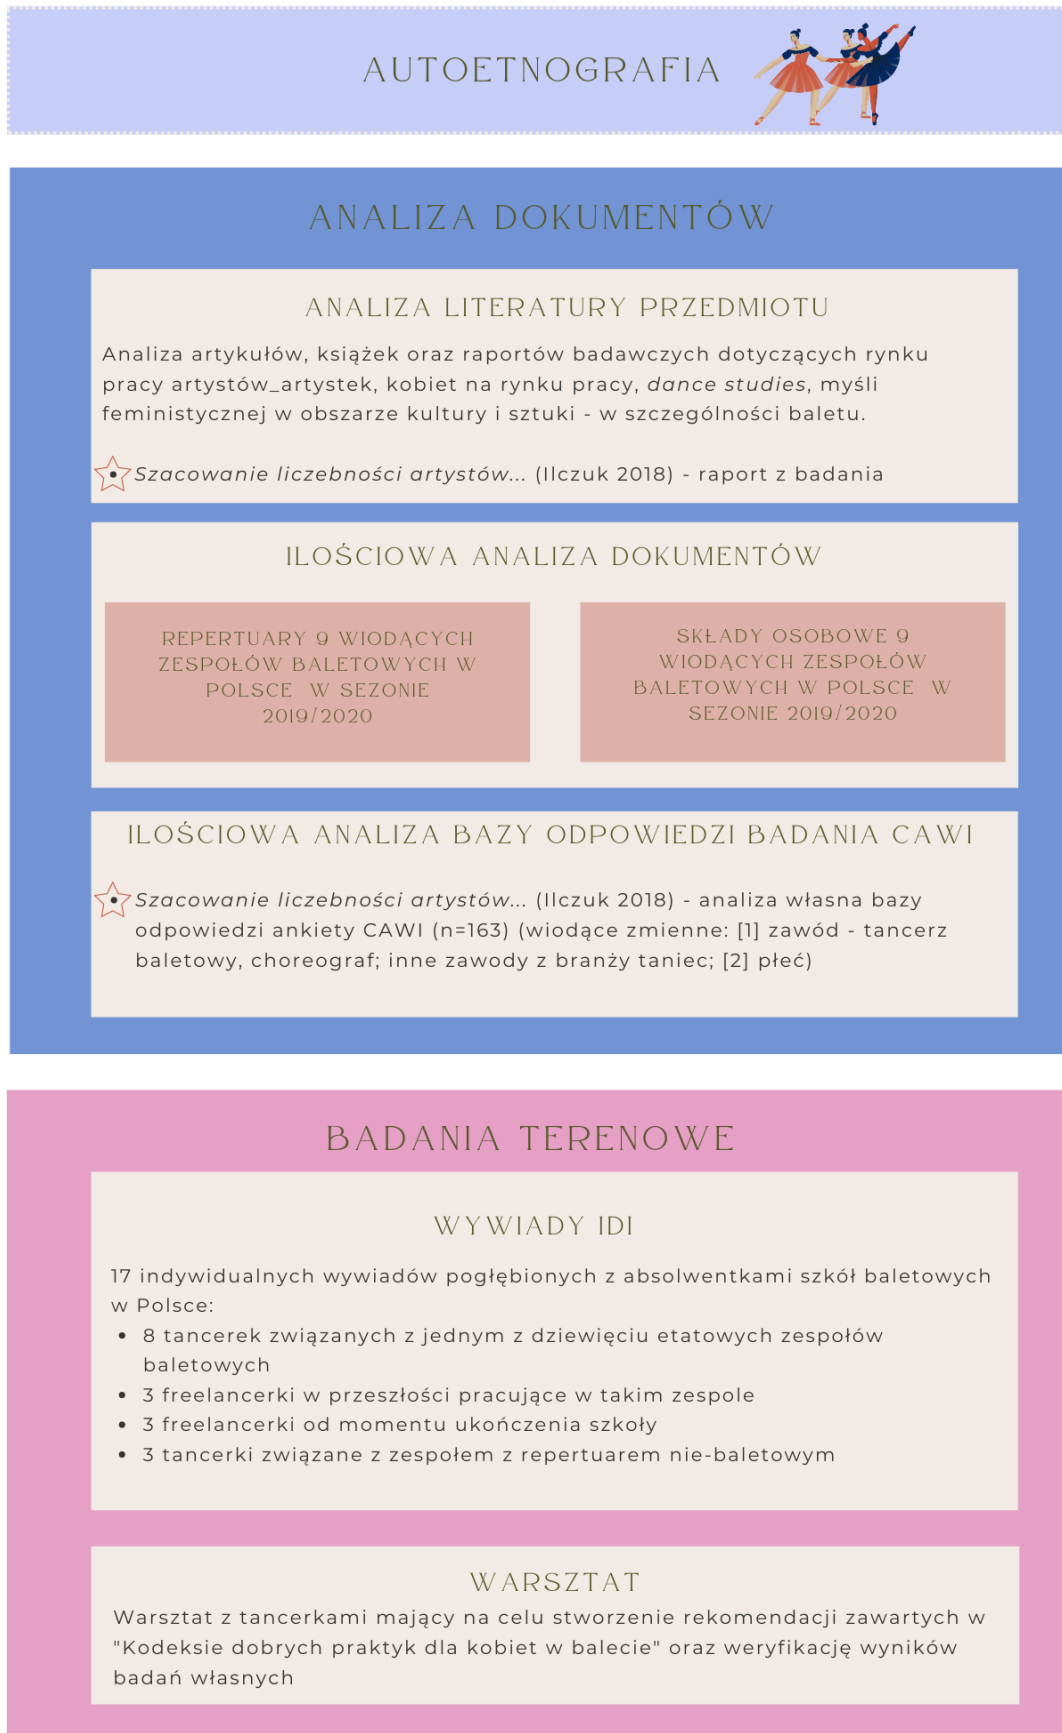 AUTOETNOGRAFIA
ANALIZA DOKUMENTÓW
ANALIZA LITERATURY PRZEDMIOTU
Analiza artykułów, książek oraz raportów badawczych dotyczących rynku
pracy artystów_artystek, kobiet na rynku pracy, dance studies, myśli
feministycznej w obszarze kultury i sztuki - w szczególności baletu.
Szacowanie liczebności artystów... (Ilczuk 2018) - raport z badania
ILOŚCIOWA ANALIZA DOKUMENTÓW
REPERTUARY 9 WIODĄCYCH
ZESPOŁÓW BALETOWYCH W
POLSCE W SEZONIE
2019/2020
SKŁADY OSOBOWE 9
WIODĄCYCH ZESPOŁÓW
BALETOWYCH W POLSCE W
SEZONIE 2019/2020
ILOŚCIOWA ANALIZA BAZY ODPOWIEDZI BADANIA CAWI
Szacowanie liczebności artystów... (Ilczuk 2018) - analiza własna bazy
odpowiedzi ankiety CAWI (n=163) (wiodące zmienne: [1] zawód - tancerz
baletowy, choreograf; inne zawody z branży taniec; [2] płeć)
BADANIA TERENOWE
WYWIADY IDI
17 indywidualnych wywiadów pogłębionych z absolwentkami szkół baletowych
w Polsce:
• 8 tancerek związanych z jednym z dziewięciu etatowych zespołów
baletowych
• 3 freelancerki w przeszłości pracujące w takim zespole
• 3 freelancerki od momentu ukończenia szkoły
• 3 tancerki związane z zespołem z repertuarem nie-baletowym
WARSZTAT
Warsztat z tancerkami mający na celu stworzenie rekomendacji zawartych w
"Kodeksie dobrych praktyk dla kobiet w balecie" oraz weryfikację wyników
badań własnych